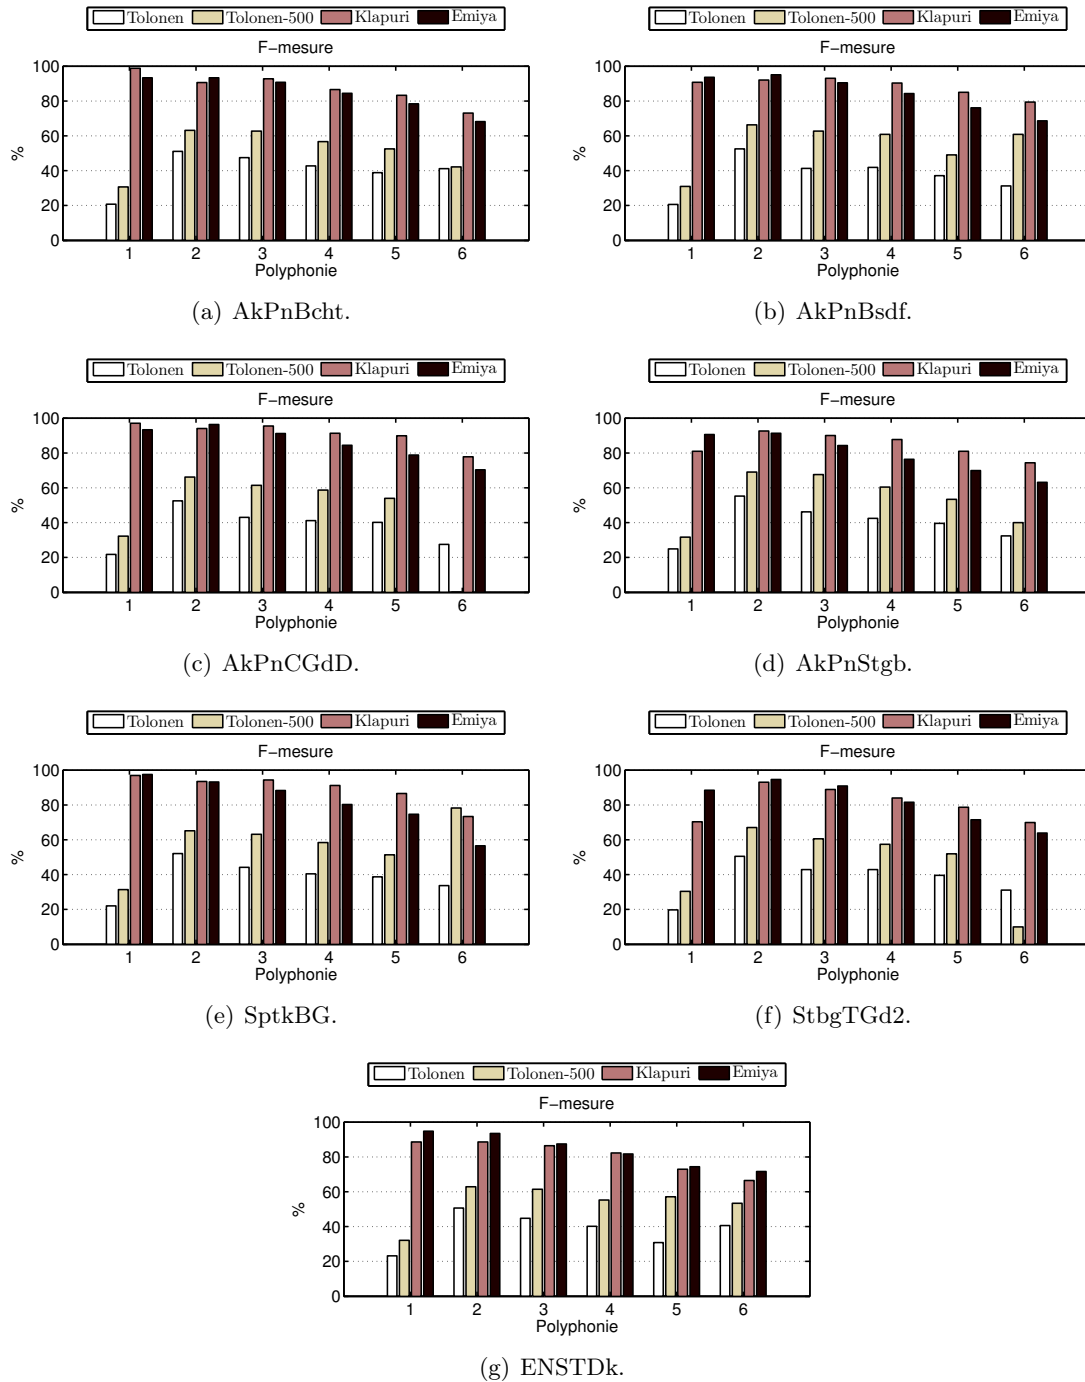 Tolonen Tolonen-500 Klapuri Emiya Tolonen Tolonen-500 Klapuri Emiya
F-mesure F-mesure
100 100
80 80
60 60
% %
40 40
20 20
0 0
1 2 3 4 5 6 1 2 3 4 5 6
Polyphonie Polyphonie
(a) AkPnBcht. (b) AkPnBsdf.
Tolonen Tolonen-500 Klapuri Emiya Tolonen Tolonen-500 Klapuri Emiya
F-mesure F-mesure
100 100
80 80
60 60
% %
40 40
20 20
0 0
1 2 3 4 5 6 1 2 3 4 5 6
Polyphonie Polyphonie
(c) AkPnCGdD. (d) AkPnStgb.
Tolonen Tolonen-500 Klapuri Emiya Tolonen Tolonen-500 Klapuri Emiya
F-mesure F-mesure
100 100
80 80
60 60
% %
40 40
20 20
0 0
1 2 3 4 5 6 1 2 3 4 5 6
Polyphonie Polyphonie
(e) SptkBG. (f) StbgTGd2.
Tolonen Tolonen-500 Klapuri Emiya
F-mesure
100
80
60
%
40
20
0
1 2 3 4 5 6
Polyphonie
(g) ENSTDk.